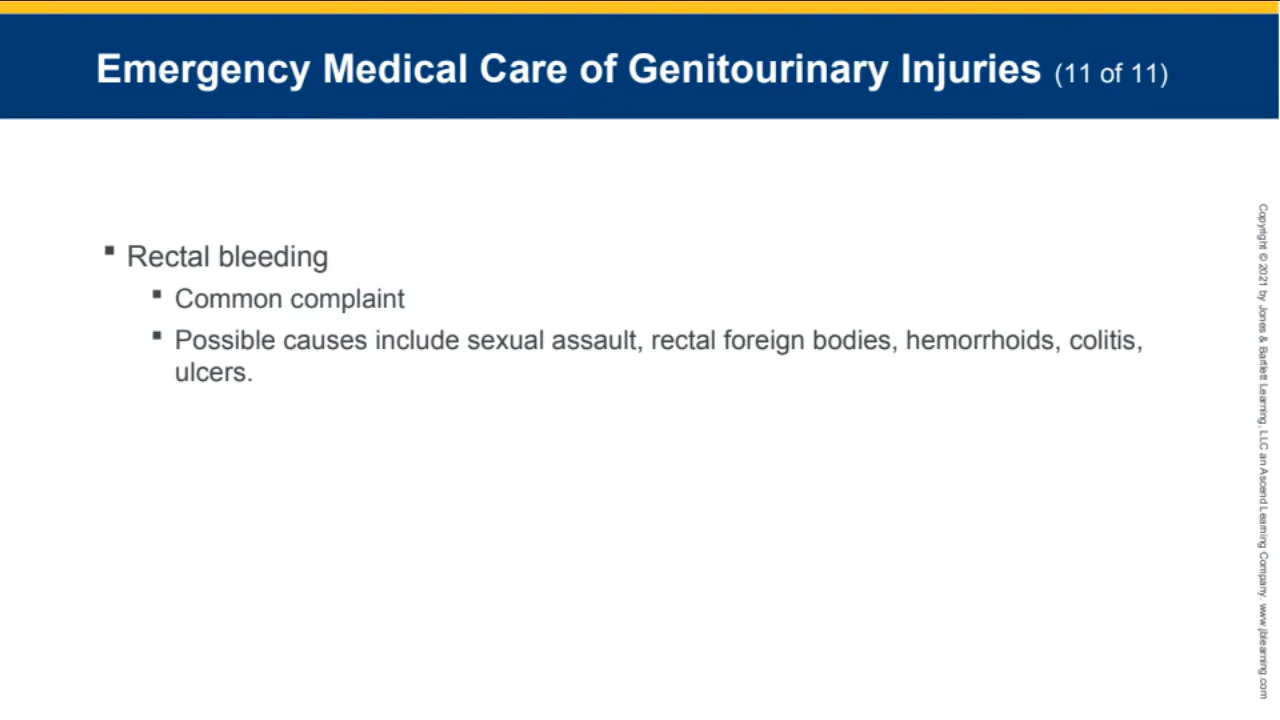 Emergency Medical Care of Genitourinary Injuries (11 of 11)
▪ Rectal bleeding
▪ Common complaint
▪ Possible causes include sexual assault, rectal foreign bodies, hemorrhoids, colitis,
ulcers.
Copyright © 2021 by Jones & Bartlett Learning, LLC an Ascend Learning Company. www.jblearning.com